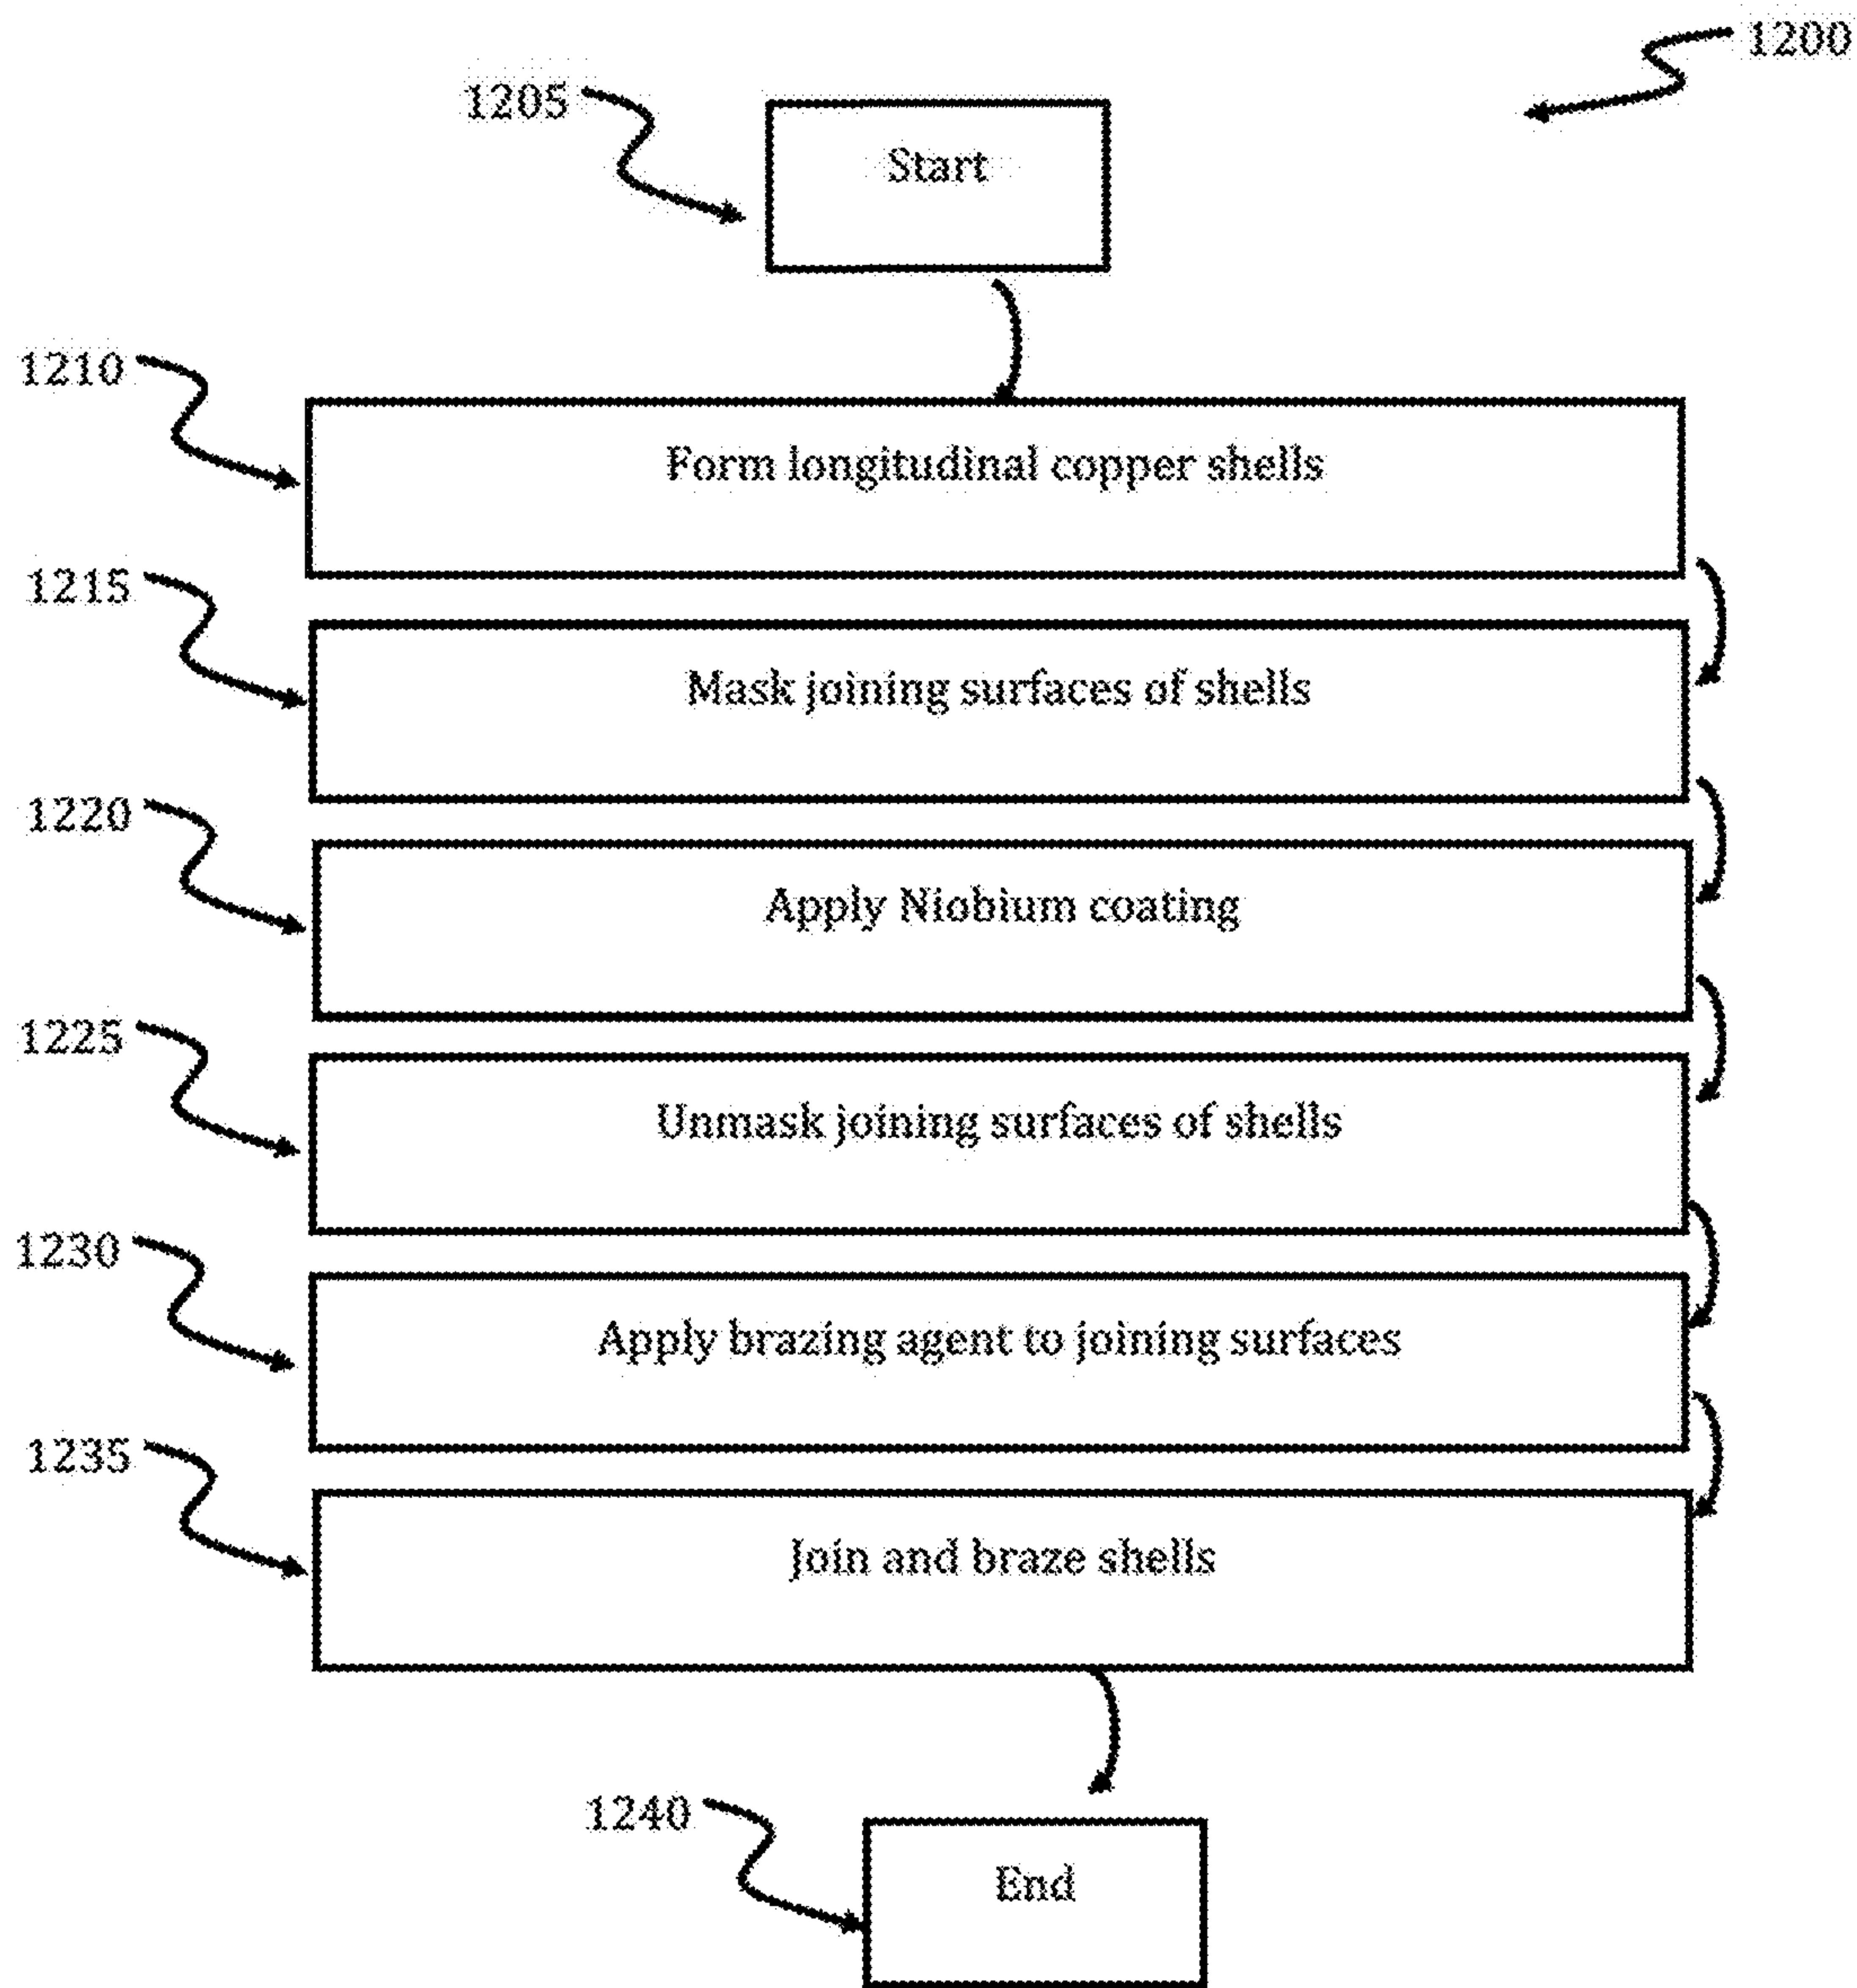 1200
1205
Start
1210
Form longitudinal copper shells
1215
Mask joining surfaces of shells
1220
Apply Niobium coating
1225
Unmask joining surfaces of shells
1230
Apply brazing agent to joining surfaces
1235
Join and braze shells
1240
End